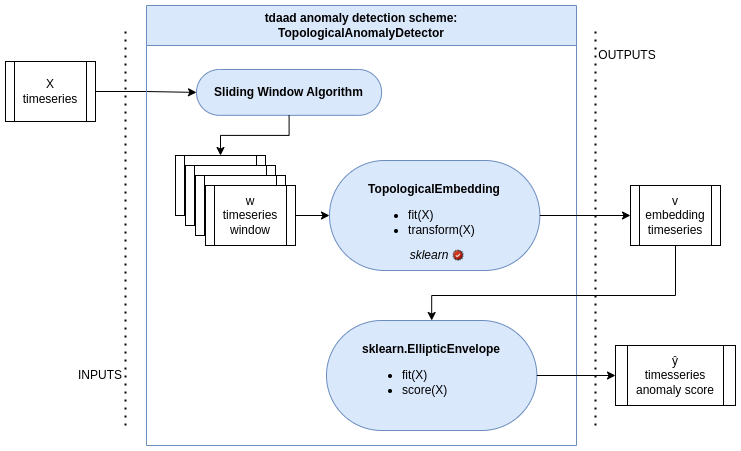 tdaad anomaly detection scheme:
TopologicalAnomalyDetector
OUTPUTS
X
timeseries
Sliding Window Algorithm
w
timeseries
window
TopologicalEmbedding
• fit(X)
• transform(X)
sklearn
v
embedding
timeseries
sklearn.EllipticEnvelope
• fit(X)
• score(X)
INPUTS
ŷ
timesseries
anomaly score